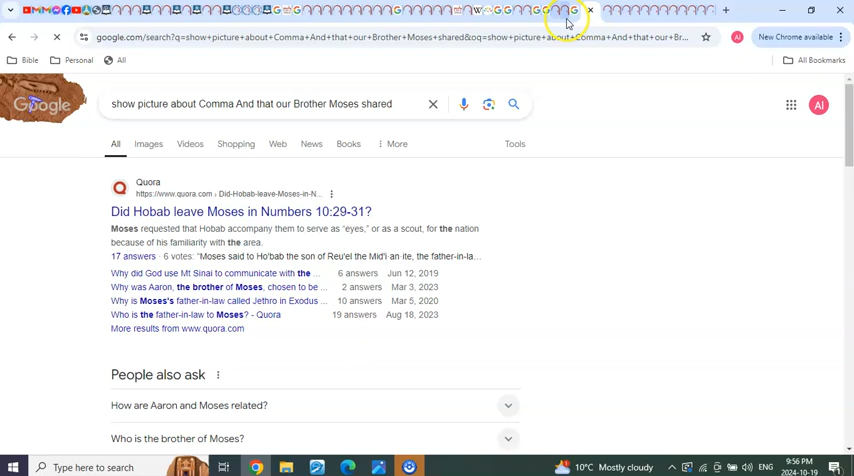 google.com/search?q=show+picture+about+Comma+And+that+our+Brother+Moses+shared&oq=show+picture+about+Comma+And+that+our+Br...
New Chrome available
Bible
Personal
All
All Bookmarks
Google
show picture about Comma And that our Brother Moses shared
AI
AI
All
Images
Videos
Shopping
Web
News
Books
More
Tools
Quora
https://www.quora.com › Did-Hobab-leave-Moses-in-N...
Did Hobab leave Moses in Numbers 10:29-31?
Moses requested that Hobab accompany them to serve as “eyes,” or as a scout, for the nation
because of his familiarity with the area.
17 answers · 6 votes: “Moses said to Ho'bab the son of Reu'el the Mid'i·an·ite, the father-in-la...
Why did God use Mt Sinai to communicate with the ... 6 answers Jun 12, 2019
Why was Aaron, the brother of Moses, chosen to be ... 2 answers Mar 3, 2023
Why is Moses's father-in-law called Jethro in Exodus ... 10 answers Mar 5, 2020
Who is the father-in-law to Moses? - Quora 19 answers Aug 18, 2023
More results from www.quora.com
People also ask
How are Aaron and Moses related?
Who is the brother of Moses?
Type here to search
10°C Mostly cloudy
ENG
9:56 PM
2024-10-19